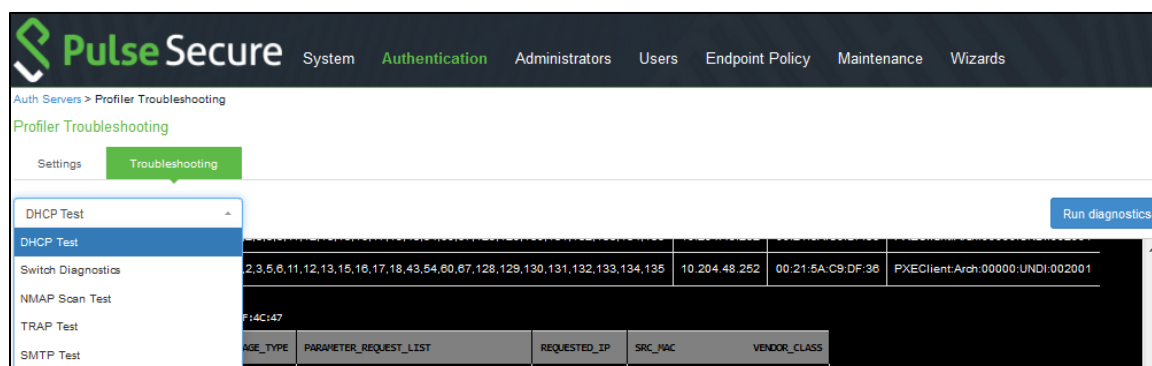 Pulse Secure System Authentication Administrators Users Endpoint Policy Maintenance Wizards
Auth Servers > Profiler Troubleshooting
Profiler Troubleshooting
Settings Troubleshooting
DHCP Test Run diagnostics
DHCP Test
Switch Diagnostics ,2,3,5,6,11,12,13,15,16,17,18,43,54,60,67,128,129,130,131,132,133,134,135 10.204.48.252 00:21:5A:C9:DF:36 PXEClient:Arch:00000:UNDI:002001
NMAP Scan Test
F:4C:47
TRAP Test
AGE_TYPE PARAMETER_REQUEST_LIST REQUESTED_IP SRC_MAC VENDOR_CLASS
SMTP Test